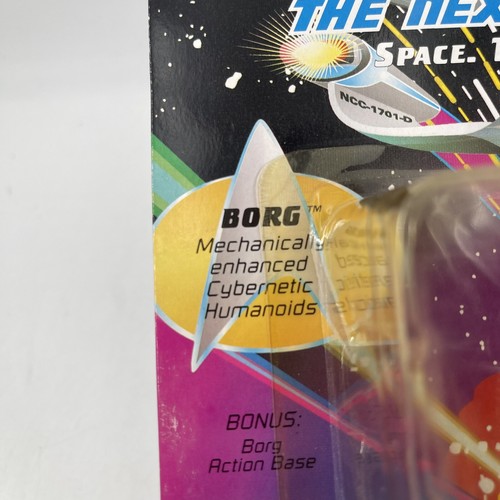 THE NEX
SPACE. T
NCC-1701-D
BORG™
Mechanically
enhanced
Cybernetic
Humanoids
BONUS:
Borg
Action Base